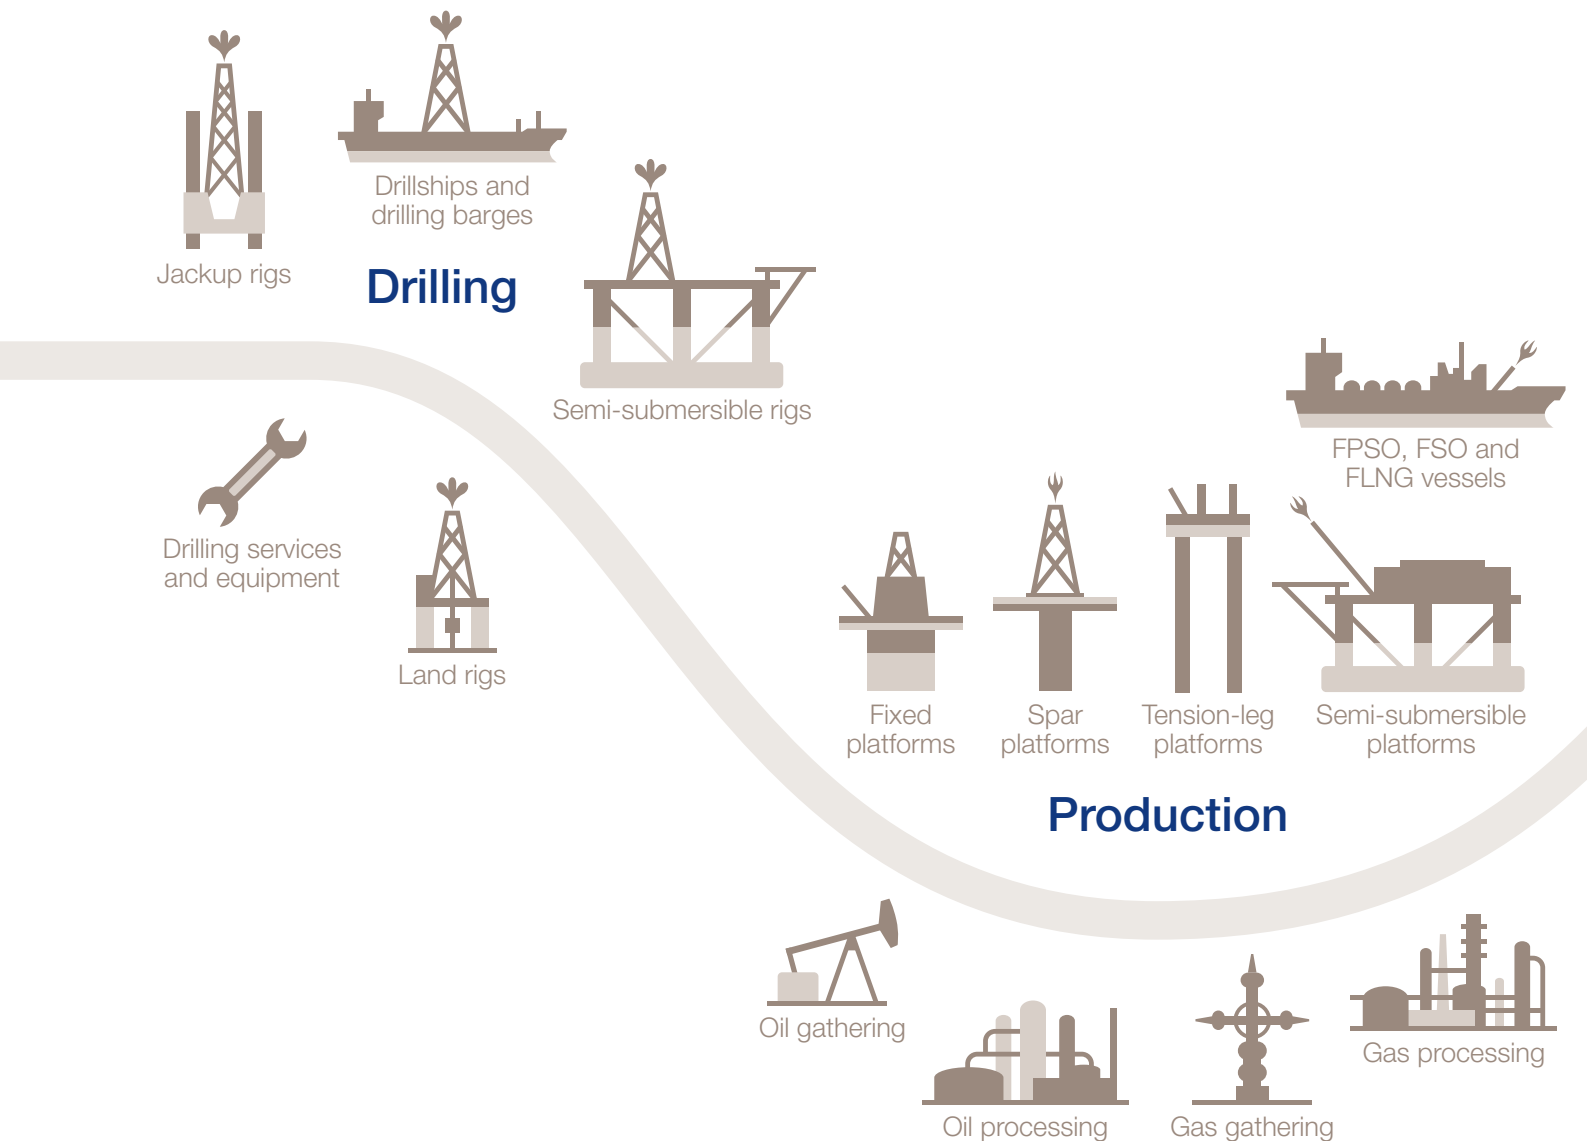 Drillships and
drilling barges
Jackup rigs
Drilling
Semi-submersible rigs
Drilling services
and equipment
Land rigs
FPSO, FSO and
FLNG vessels
Fixed
platforms
Spar
platforms
Tension-leg
platforms
Semi-submersible
platforms
Production
Oil gathering
Oil processing
Gas gathering
Gas processing